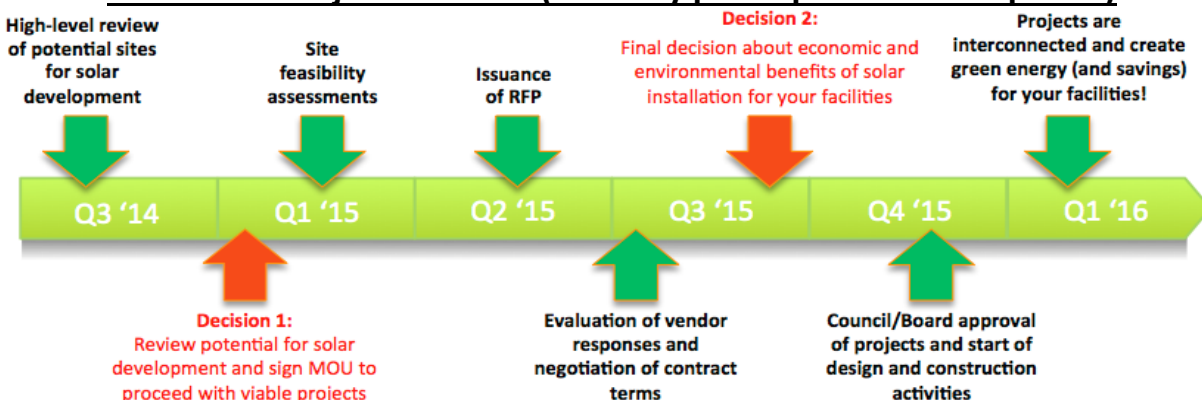 High-level review
of potential sites
for solar
development
Site
feasibility
assessments
Issuance
of RFP
Decision 2:
Final decision about economic and
environmental benefits of solar
installation for your facilities
Projects are
interconnected and create
green energy (and savings)
for your facilities!
Q3 ‘14
Q1 ‘15
Q2 ‘15
Q3 ‘15
Q4 ‘15
Q1 ‘16
Decision 1:
Review potential for solar
development and sign MOU to
proceed with viable projects
Evaluation of vendor
responses and
negotiation of contract
terms
Council/Board approval
of projects and start of
design and construction
activities